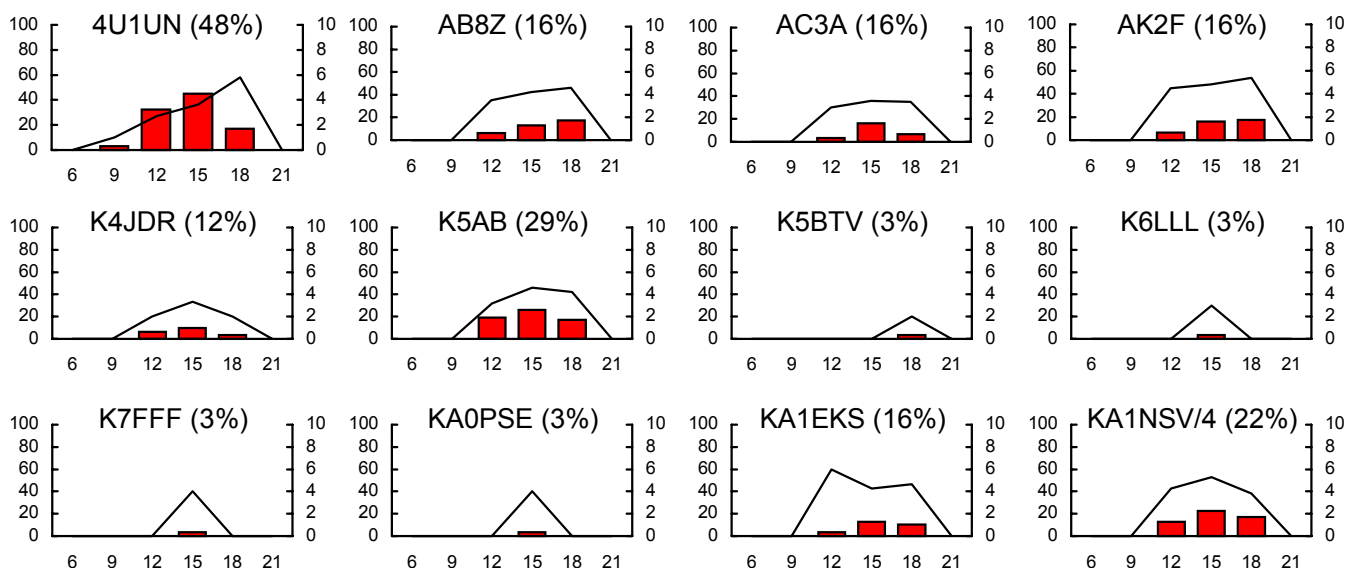 4U1UN (48%) AB8Z (16%) AC3A (16%) AK2F (16%)
100 10 100 10 100 10 100 10
80 8 80 8 80 8 80 8
60 6 60 6 60 6 60 6
40 4 40 4 40 4 40 4
20 2 20 2 20 2 20 2
0 0 0 0 0 0 0 0
6 9 12 15 18 21 6 9 12 15 18 21 6 9 12 15 18 21 6 9 12 15 18 21
K4JDR (12%) K5AB (29%) K5BTV (3%) K6LLL (3%)
100 10 100 10 100 10 100 10
80 8 80 8 80 8 80 8
60 6 60 6 60 6 60 6
40 4 40 4 40 4 40 4
20 2 20 2 20 2 20 2
0 0 0 0 0 0 0 0
6 9 12 15 18 21 6 9 12 15 18 21 6 9 12 15 18 21 6 9 12 15 18 21
K7FFF (3%) KA0PSE (3%) KA1EKS (16%) KA1NSV/4 (22%)
100 10 100 10 100 10 100 10
80 8 80 8 80 8 80 8
60 6 60 6 60 6 60 6
40 4 40 4 40 4 40 4
20 2 20 2 20 2 20 2
0 0 0 0 0 0 0 0
6 9 12 15 18 21 6 9 12 15 18 21 6 9 12 15 18 21 6 9 12 15 18 21